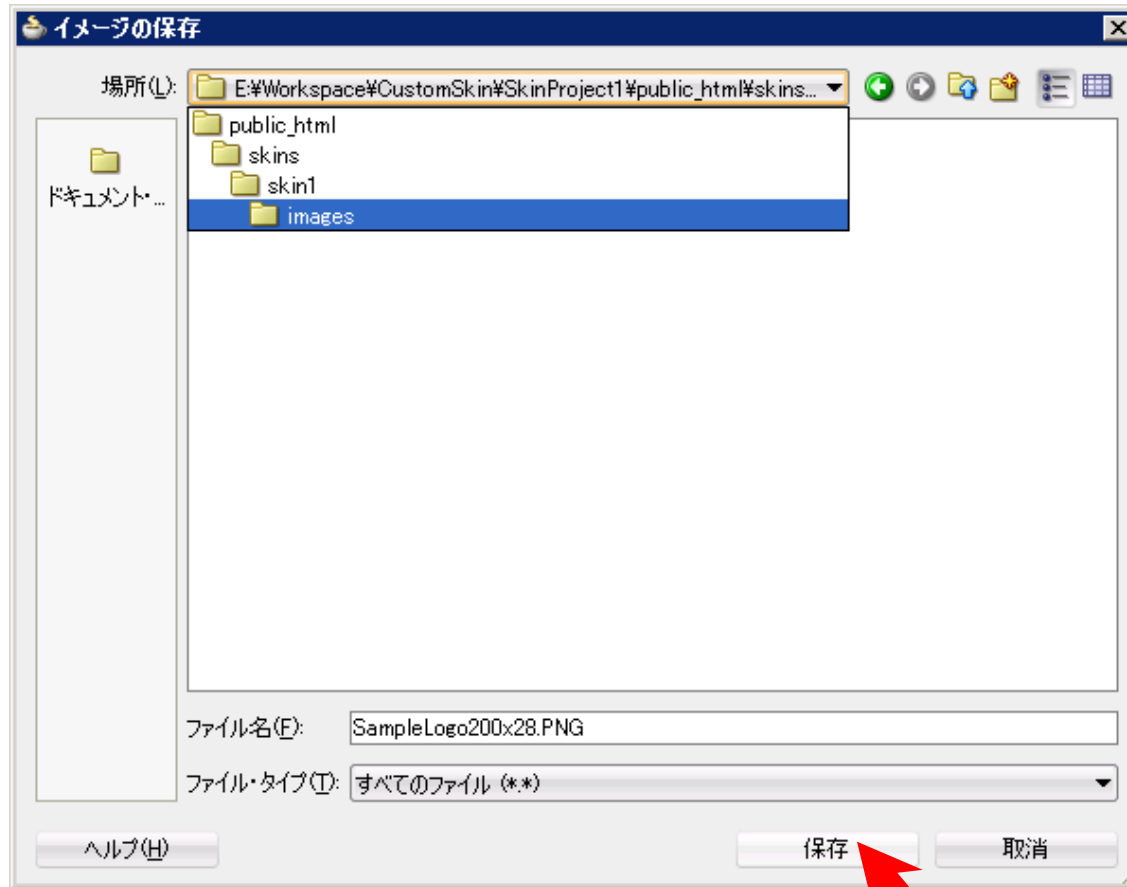 イメージの保存
場所(L): E:¥Workspace¥CustomSkin¥SkinProject1¥public_html¥skins...
public_html
skins
skin1
images
ドキュメント・...
ファイル名(F): SampleLogo200x28.PNG
ファイル・タイプ(T): すべてのファイル (*.*)
ヘルプ(H) 保存 取消